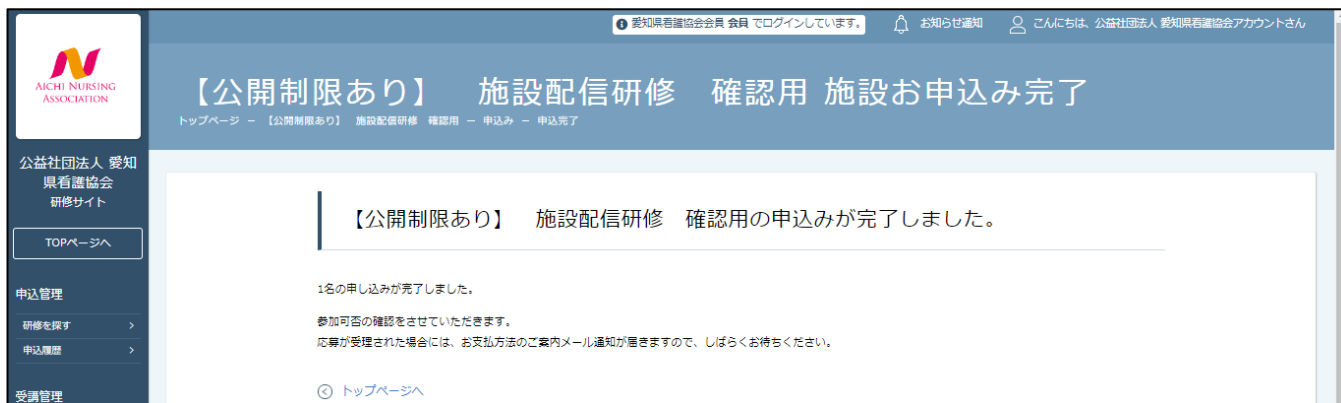 愛知県看護協会会員 会員 でログインしています。
お知らせ通知
こんにちは、公益社団法人 愛知県看護協会アカウントさん
AICHI NURSING
ASSOCIATION
公益社団法人 愛知
県看護協会
研修サイト
TOPページへ
申込管理
研修を探す
申込履歴
受講管理
【公開制限あり】　施設配信研修　確認用 施設お申込み完了
トップページ － 【公開制限あり】　施設配信研修　確認用 － 申込み － 申込完了
【公開制限あり】　施設配信研修　確認用の申込みが完了しました。
1名の申し込みが完了しました。
参加可否の確認をさせていただきます。
応募が受理された場合には、お支払方法のご案内メール通知が届きますので、しばらくお待ちください。
トップページへ